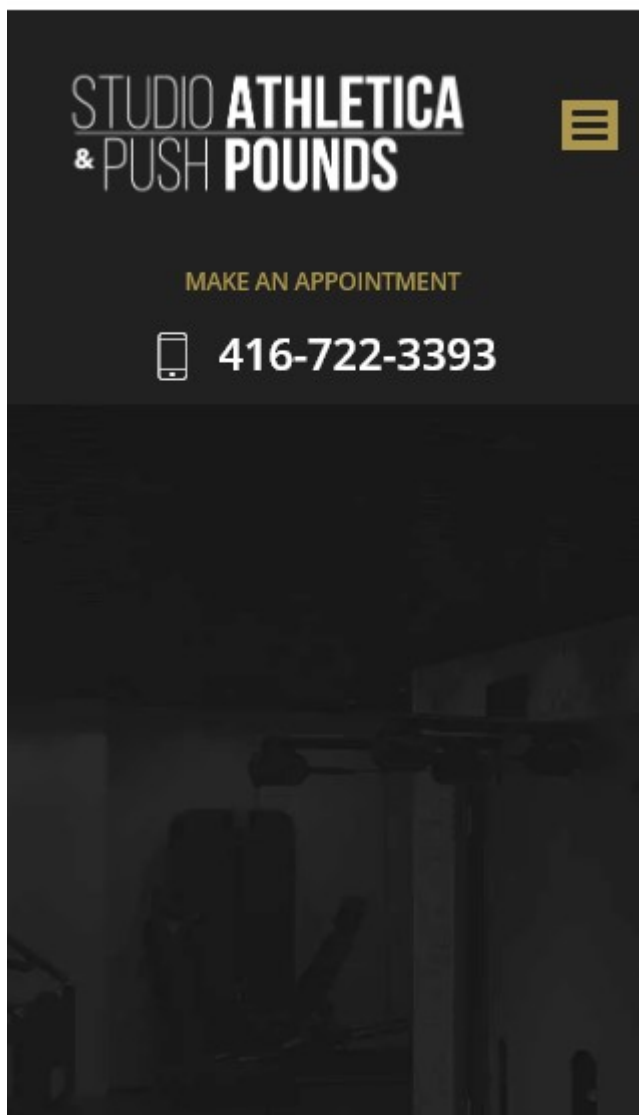 STUDIO ATHLETICA
& PUSH POUNDS
MAKE AN APPOINTMENT
416-722-3393